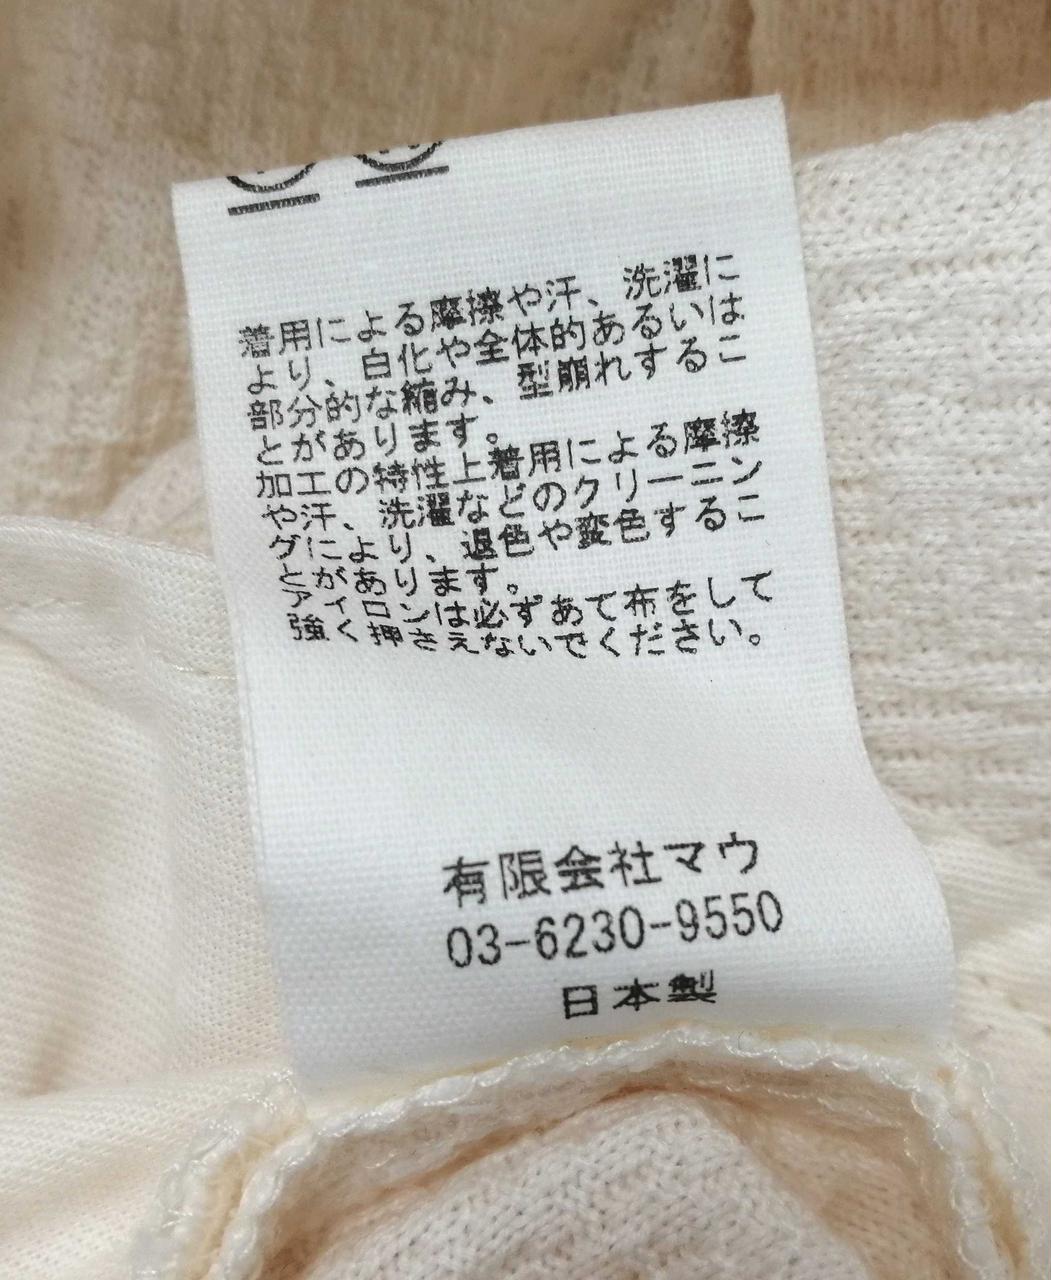 着用による摩擦や汗、洗濯に
より、白化や全体的あるいは
部分的な縮み、型崩れするこ
とがあります。
加工の特性上着用による摩擦
や汗、洗濯などのクリーニン
グにより、退色や変色するこ
とがあります。
アイロンは必ずあて布をして
強く押さえないでください。
有限会社マウ
03-6230-9550
日本製